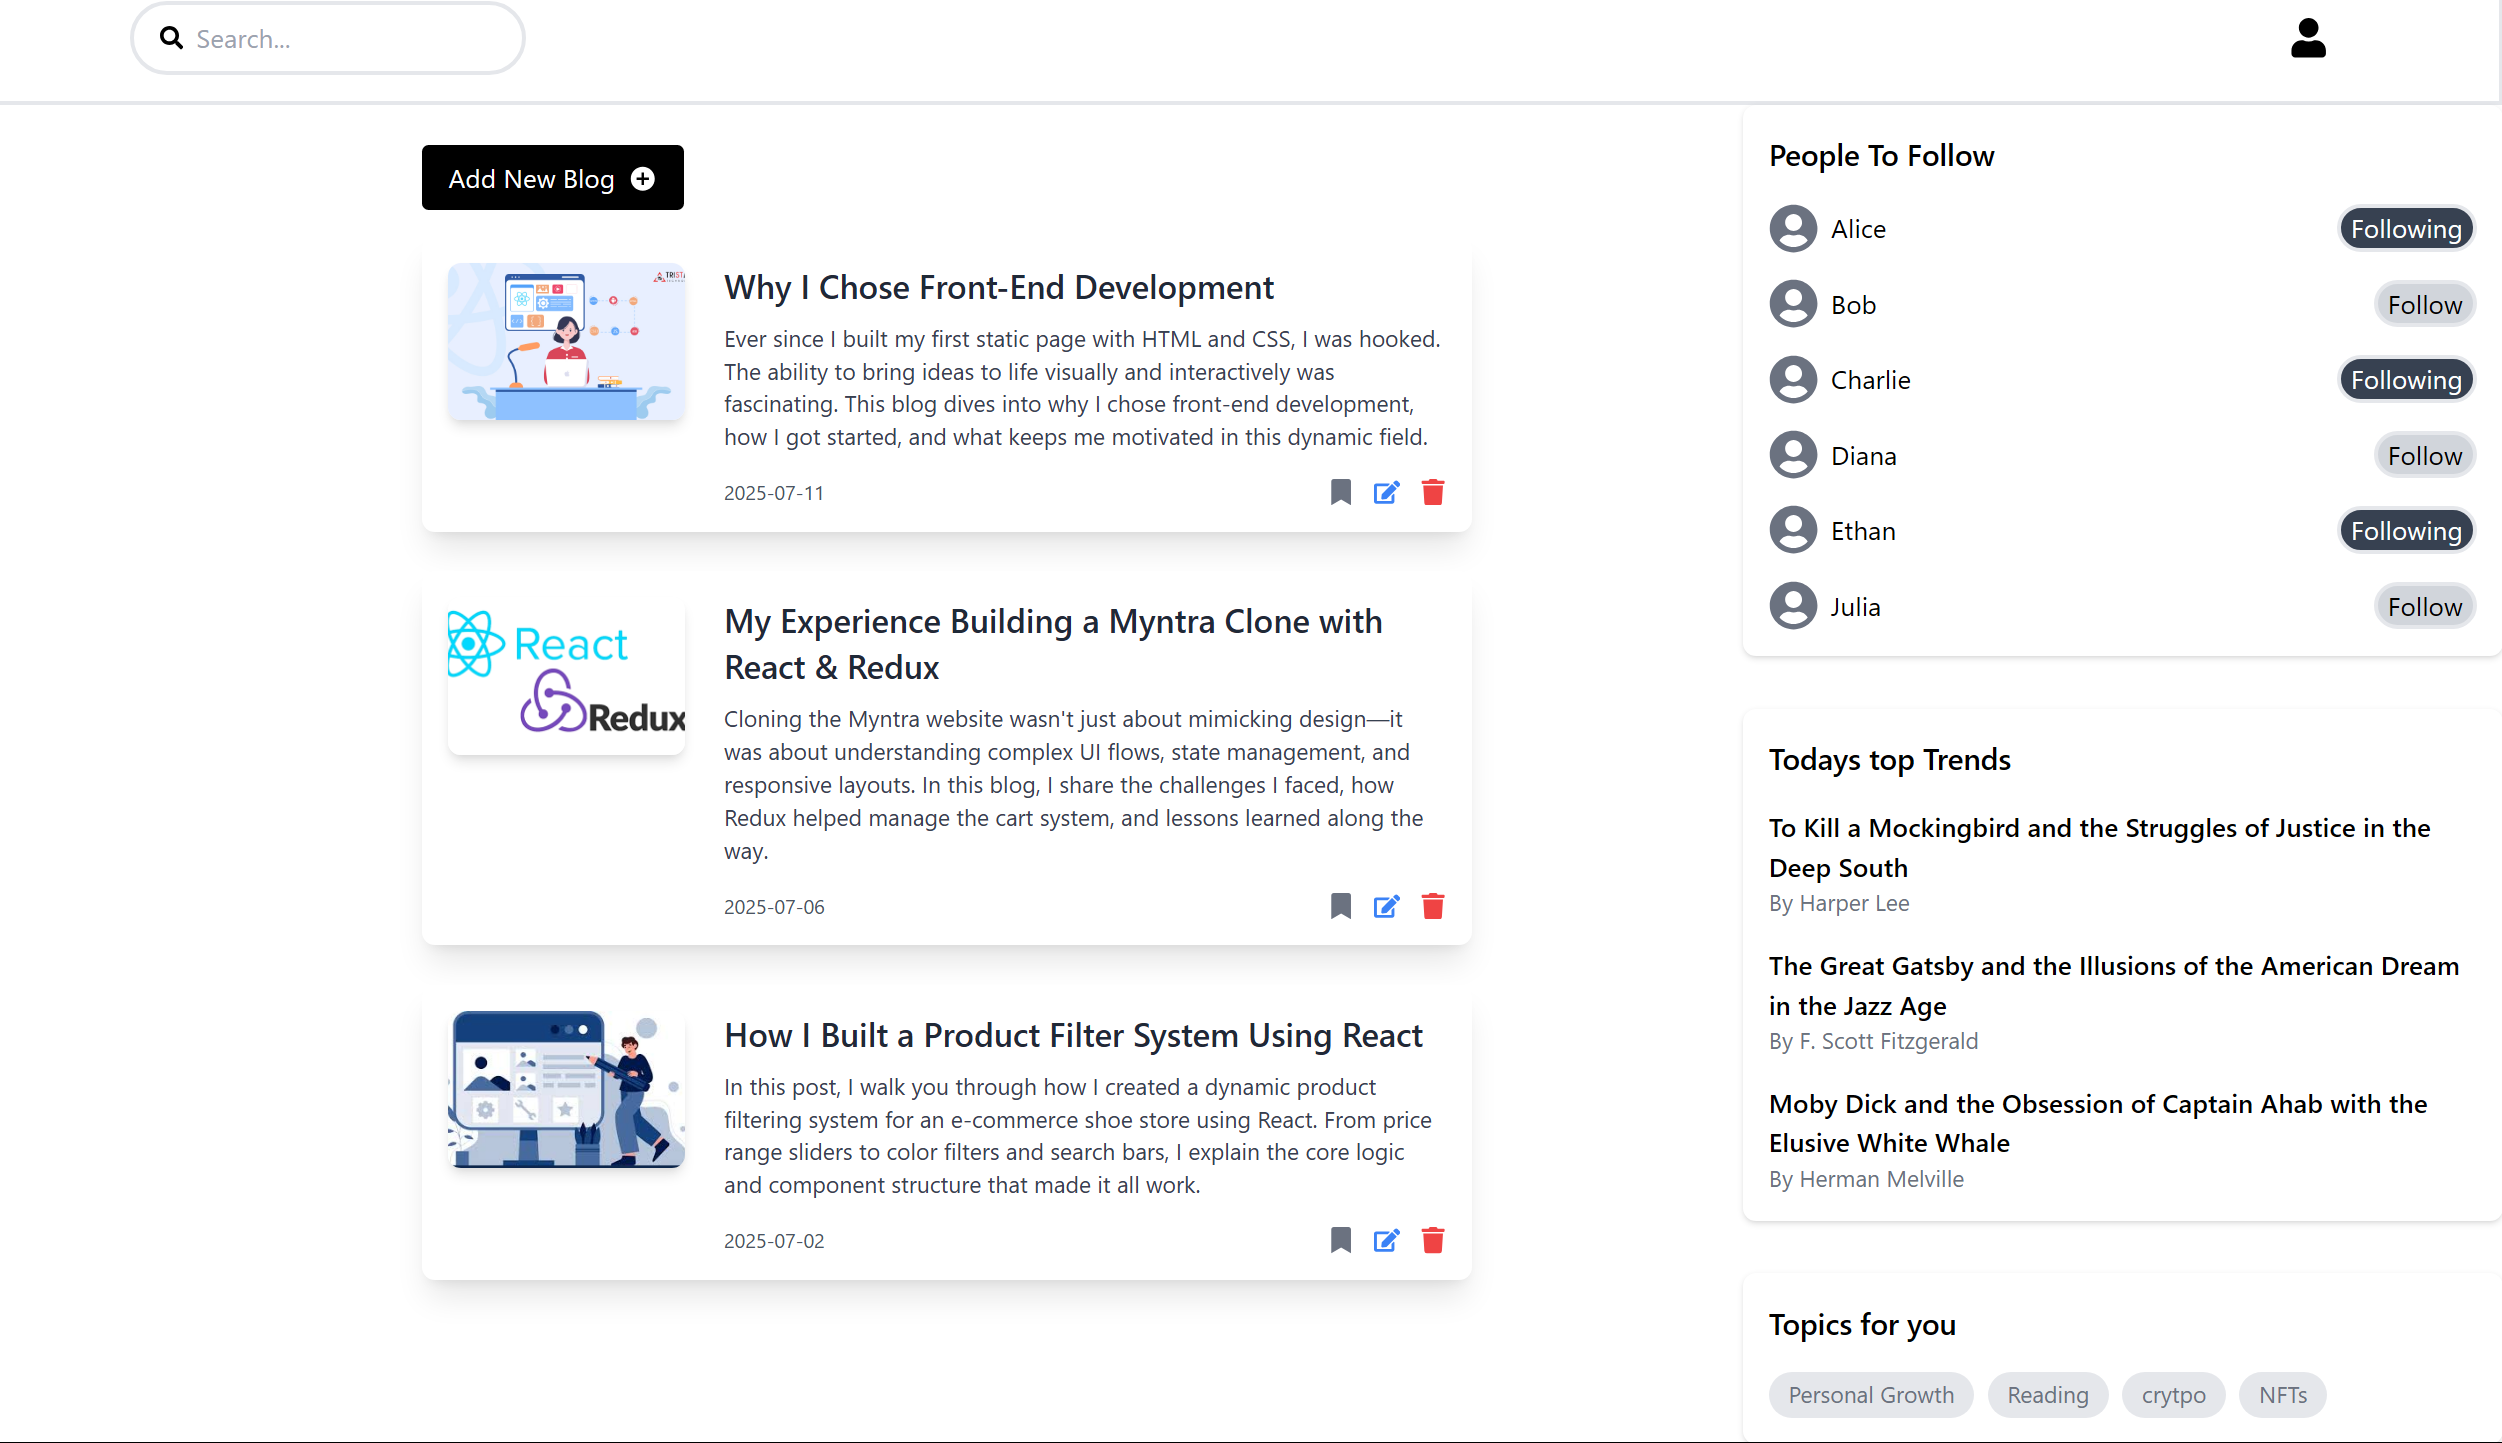 Search...
Add New Blog
Why I Chose Front-End Development
Ever since I built my first static page with HTML and CSS, I was hooked.
The ability to bring ideas to life visually and interactively was
fascinating. This blog dives into why I chose front-end development,
how I got started, and what keeps me motivated in this dynamic field.
2025-07-11
React
Redux
My Experience Building a Myntra Clone with
React & Redux
Cloning the Myntra website wasn't just about mimicking design—it
was about understanding complex UI flows, state management, and
responsive layouts. In this blog, I share the challenges I faced, how
Redux helped manage the cart system, and lessons learned along the
way.
2025-07-06
How I Built a Product Filter System Using React
In this post, I walk you through how I created a dynamic product
filtering system for an e-commerce shoe store using React. From price
range sliders to color filters and search bars, I explain the core logic
and component structure that made it all work.
2025-07-02
People To Follow
Alice Following
Bob Follow
Charlie Following
Diana Follow
Ethan Following
Julia Follow
Todays top Trends
To Kill a Mockingbird and the Struggles of Justice in the
Deep South
By Harper Lee
The Great Gatsby and the Illusions of the American Dream
in the Jazz Age
By F. Scott Fitzgerald
Moby Dick and the Obsession of Captain Ahab with the
Elusive White Whale
By Herman Melville
Topics for you
Personal Growth Reading crytpo NFTs